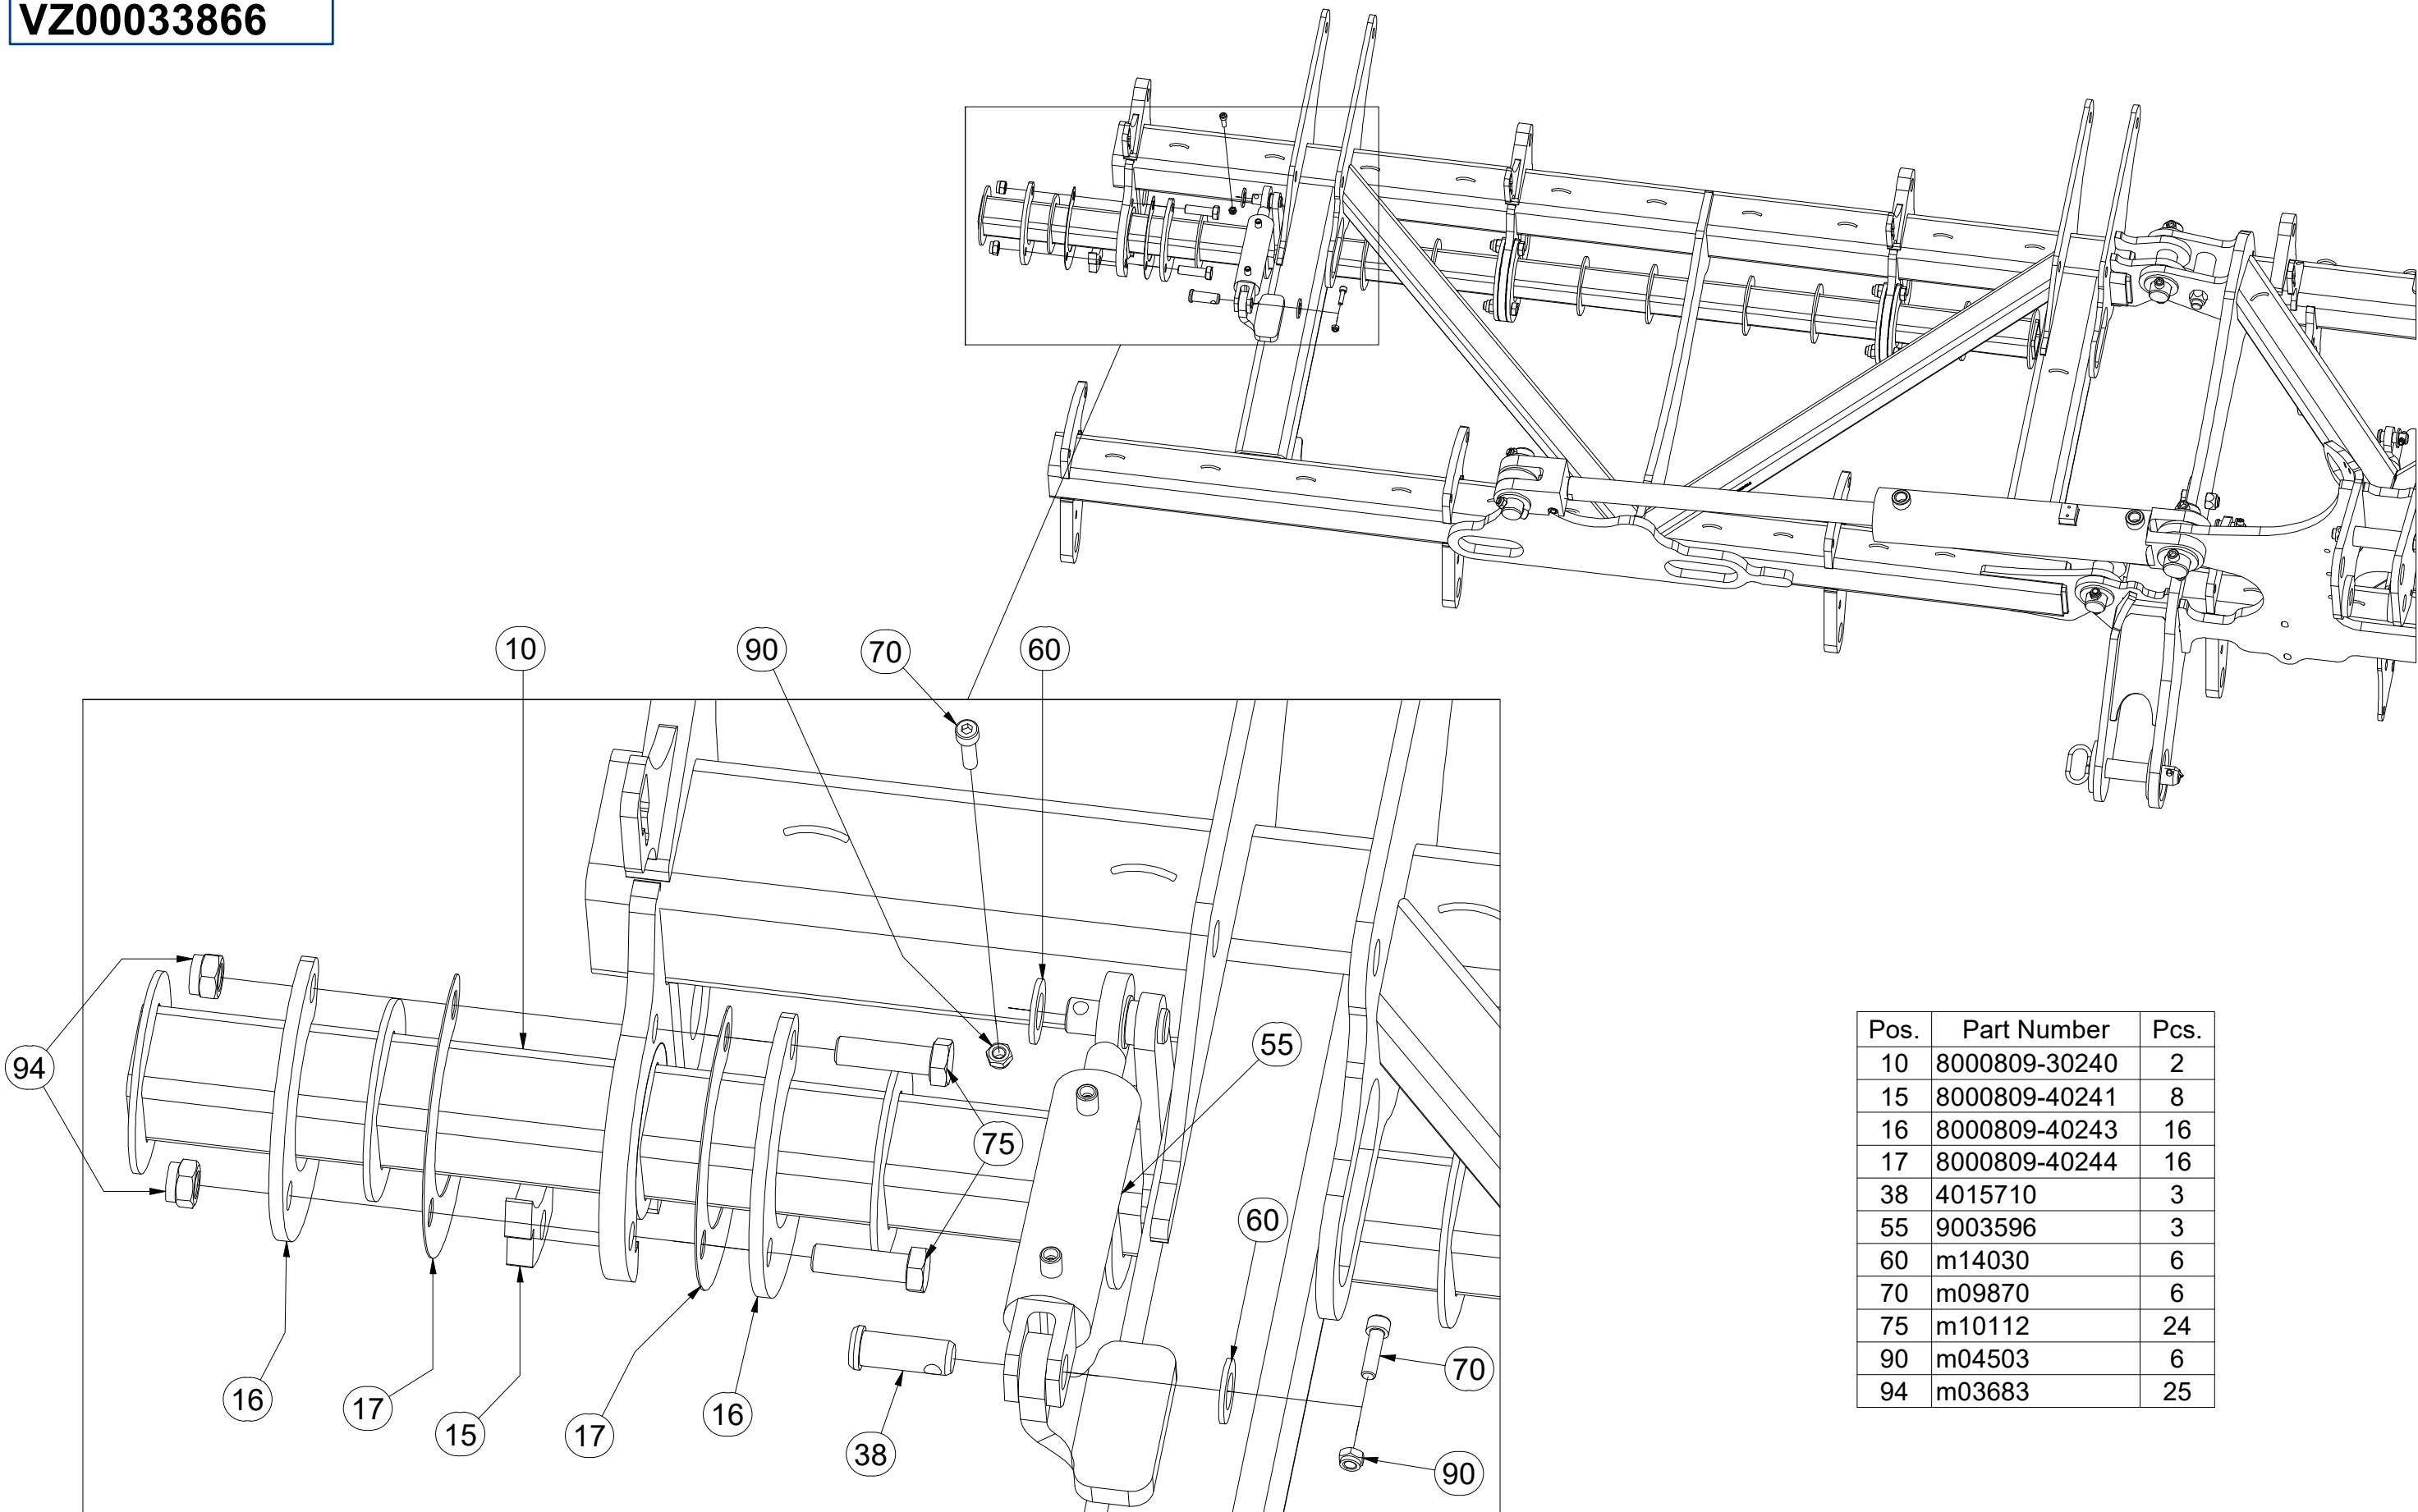 VZ00033866
10
90
70
60
94
55
75
60
70
16
17
15
17
16
38
90
Pos. Part Number Pcs.
10 8000809-30240 2
15 8000809-40241 8
16 8000809-40243 16
17 8000809-40244 16
38 4015710 3
55 9003596 3
60 m14030 6
70 m09870 6
75 m10112 24
90 m04503 6
94 m03683 25